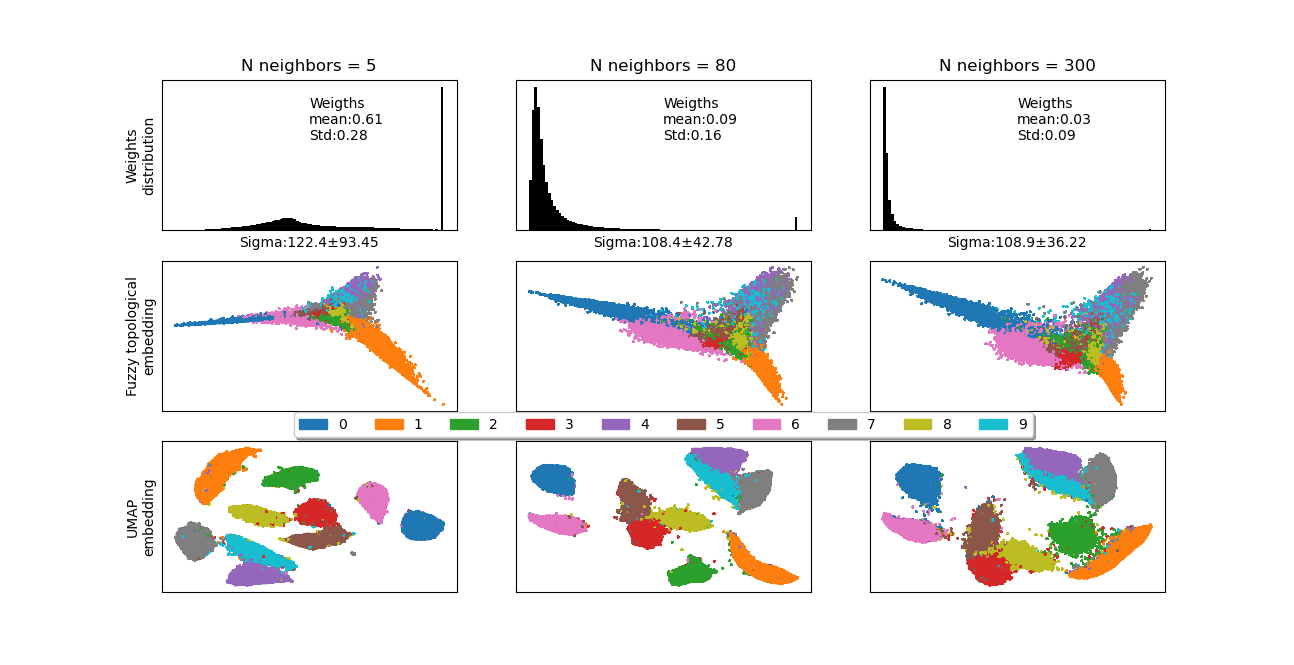 N neighbors = 5
N neighbors = 80
N neighbors = 300
Weights
distribution
Weigths
mean:0.61
Std:0.28
Weigths
mean:0.09
Std:0.16
Weigths
mean:0.03
Std:0.09
Sigma:122.4±93.45
Sigma:108.4±42.78
Sigma:108.9±36.22
Fuzzy topological
embedding
0 1 2 3 4 5 6 7 8 9
UMAP
embedding